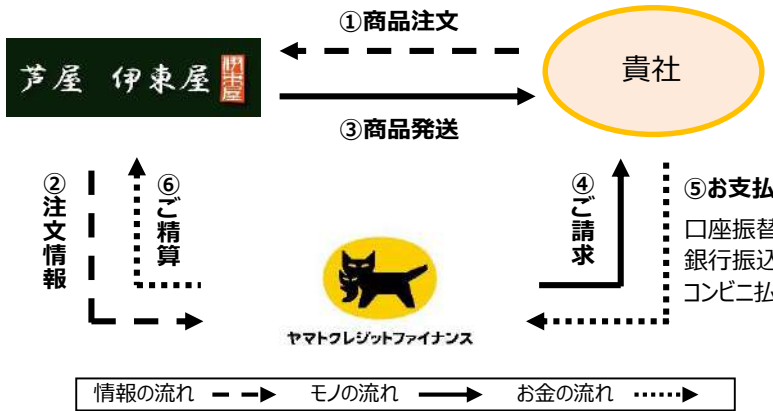 ①商品注文
芦屋 伊東屋
伊東屋
貴社
③商品発送
②注文情報
⑥ご精算
④ご請求
⑤お支払
口座振替
銀行振込
コンビニ払
ヤマトクレジットファイナンス
情報の流れ
モノの流れ
お金の流れ